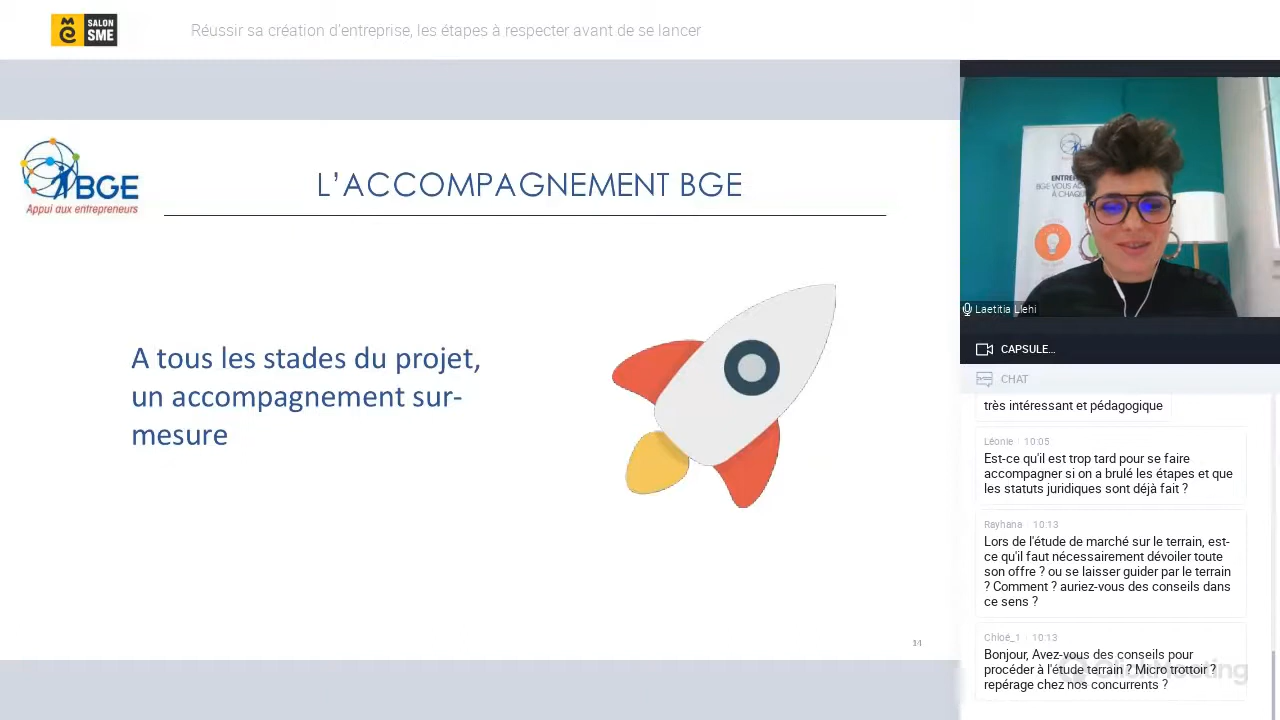 SALON
SME
Réussir sa création d'entreprise, les étapes à respecter avant de se lancer
BGE
Appui aux entrepreneurs
L'ACCOMPAGNEMENT BGE
A tous les stades du projet,
un accompagnement sur-
mesure
14
BGE VOUS
À CHAQU
Laetitia Llehi
CAPSULE...
CHAT
très intéressant et pédagogique
Léonie 10:05
Est-ce qu'il est trop tard pour se faire
accompagner si on a brulé les étapes et que
les statuts juridiques sont déjà fait ?
Rayhana 10:13
Lors de l'étude de marché sur le terrain, est-
ce qu'il faut nécessairement dévoiler toute
son offre ? ou se laisser guider par le terrain
? Comment ? auriez-vous des conseils dans
ce sens ?
Chloé_1 10:13
Bonjour, Avez-vous des conseils pour
procéder à l'étude terrain ? Micro trottoir ?
repérage chez nos concurrents ?